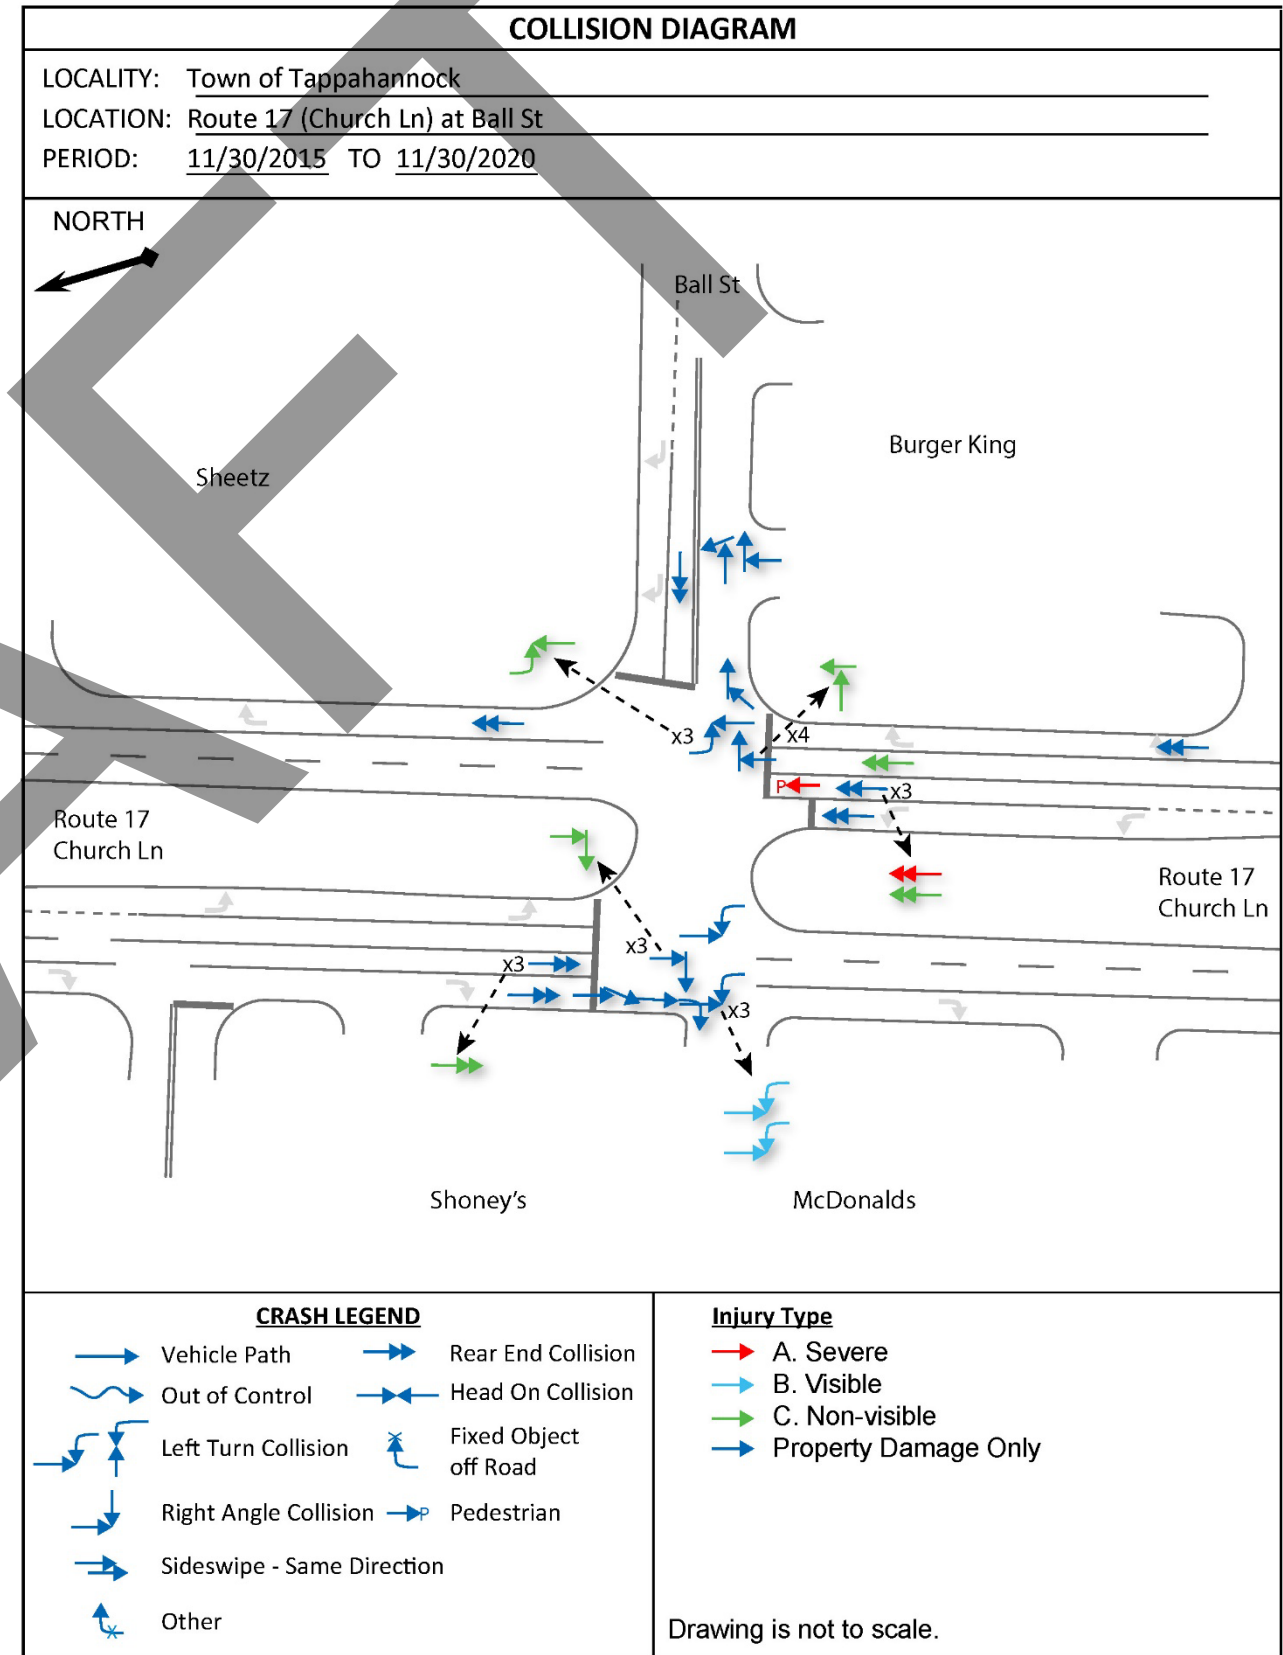 COLLISION DIAGRAM
LOCALITY: Town of Tappahannock
LOCATION: Route 17 (Church Ln) at Ball St
PERIOD: 11/30/2015 TO 11/30/2020
NORTH
Ball St
Burger King
Sheetz
x3
x4
P
x3
Route 17
Church Ln
Route 17
Church Ln
x3
x3
x3
Shoney's
McDonalds
CRASH LEGEND
Vehicle Path
Rear End Collision
Out of Control
Head On Collision
Left Turn Collision
Fixed Object
off Road
Right Angle Collision
P Pedestrian
Sideswipe - Same Direction
Other
Injury Type
A. Severe
B. Visible
C. Non-visible
Property Damage Only
Drawing is not to scale.